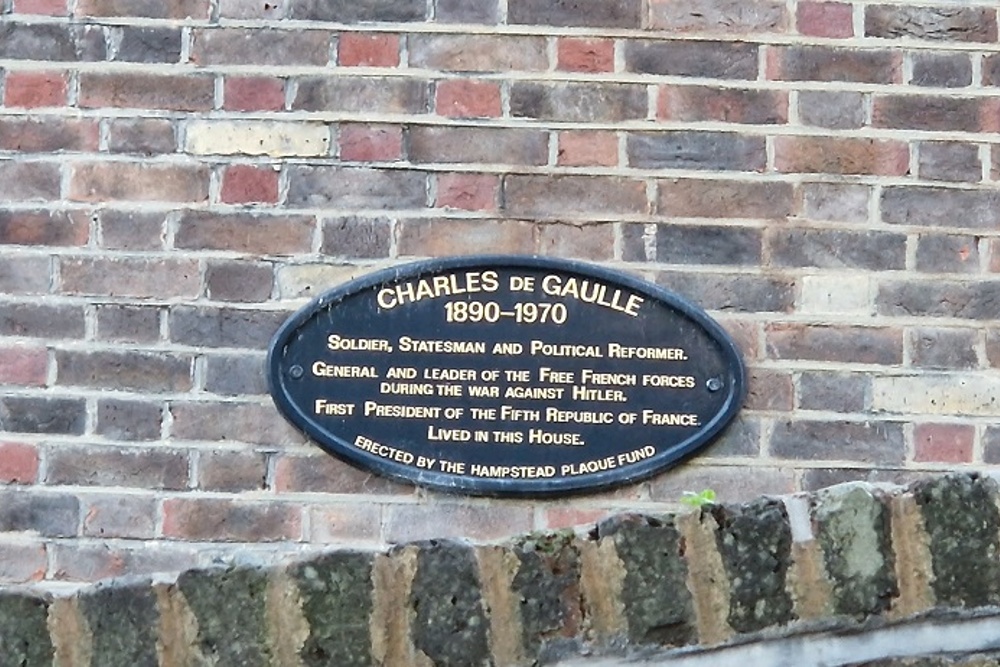 CHARLES DE GAULLE
1890–1970
SOLDIER, STATESMAN AND POLITICAL REFORMER.
GENERAL AND LEADER OF THE FREE FRENCH FORCES
DURING THE WAR AGAINST HITLER.
FIRST PRESIDENT OF THE FIFTH REPUBLIC OF FRANCE.
LIVED IN THIS HOUSE.
ERECTED BY THE HAMPSTEAD PLAQUE FUND